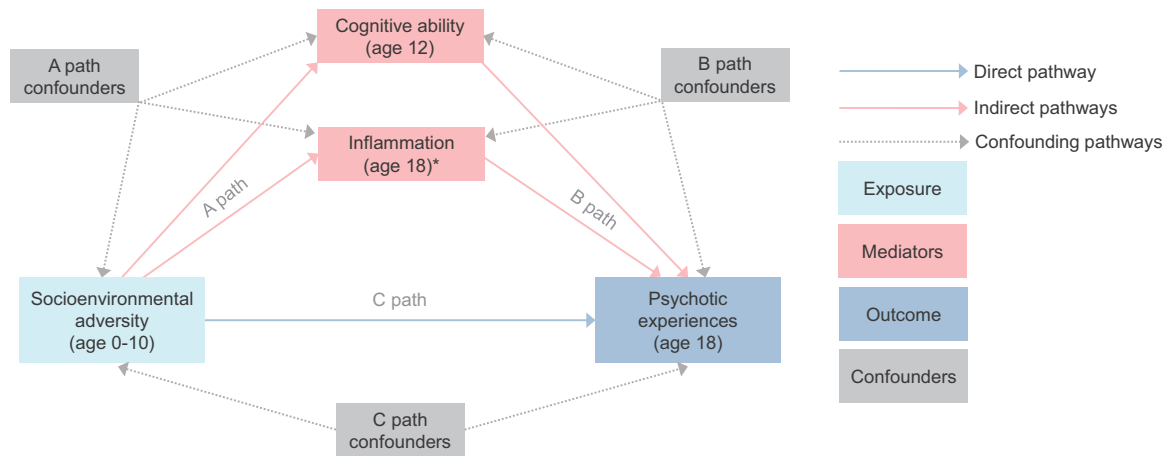 Cognitive ability
(age 12)
A path
confounders
B path
confounders
Inflammation
(age 18)*
A path
B path
Socioenvironmental
adversity
(age 0-10)
C path
Psychotic
experiences
(age 18)
C path
confounders
Direct pathway
Indirect pathways
Confounding pathways
Exposure
Mediators
Outcome
Confounders